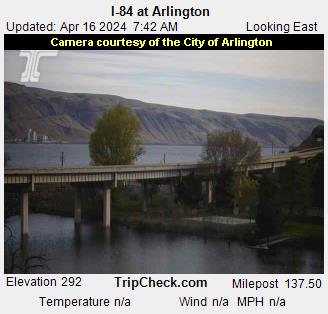 I-84 at Arlington
Updated: Apr 16 2024 7:42 AM Looking East
Camera courtesy of the City of Arlington
Elevation 292 TripCheck.com Milepost 137.50
Temperature n/a Wind n/a MPH n/a